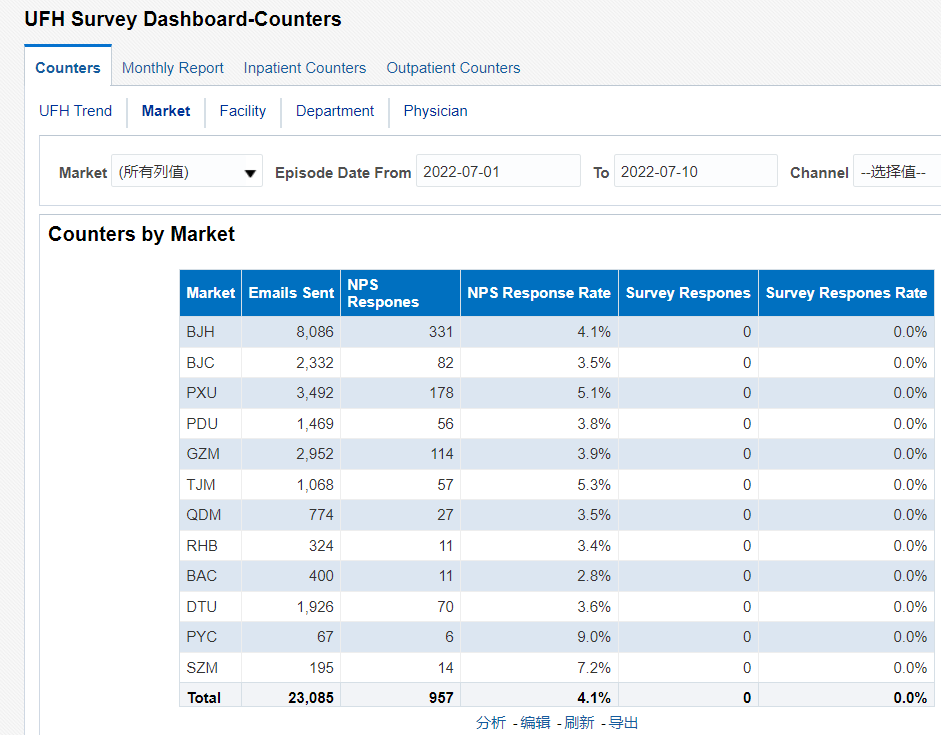 UFH Survey Dashboard-Counters
Counters Monthly Report Inpatient Counters Outpatient Counters
UFH Trend Market Facility Department Physician
Market (所有列值) Episode Date From 2022-07-01 To 2022-07-10 Channel --选择值--
Counters by Market
Market Emails Sent NPS Respones NPS Response Rate Survey Respones Survey Respones Rate
BJH 8,086 331 4.1% 0 0.0%
BJC 2,332 82 3.5% 0 0.0%
PXU 3,492 178 5.1% 0 0.0%
PDU 1,469 56 3.8% 0 0.0%
GZM 2,952 114 3.9% 0 0.0%
TJM 1,068 57 5.3% 0 0.0%
QDM 774 27 3.5% 0 0.0%
RHB 324 11 3.4% 0 0.0%
BAC 400 11 2.8% 0 0.0%
DTU 1,926 70 3.6% 0 0.0%
PYC 67 6 9.0% 0 0.0%
SZM 195 14 7.2% 0 0.0%
Total 23,085 957 4.1% 0 0.0%
分析 - 编辑 - 刷新 - 导出